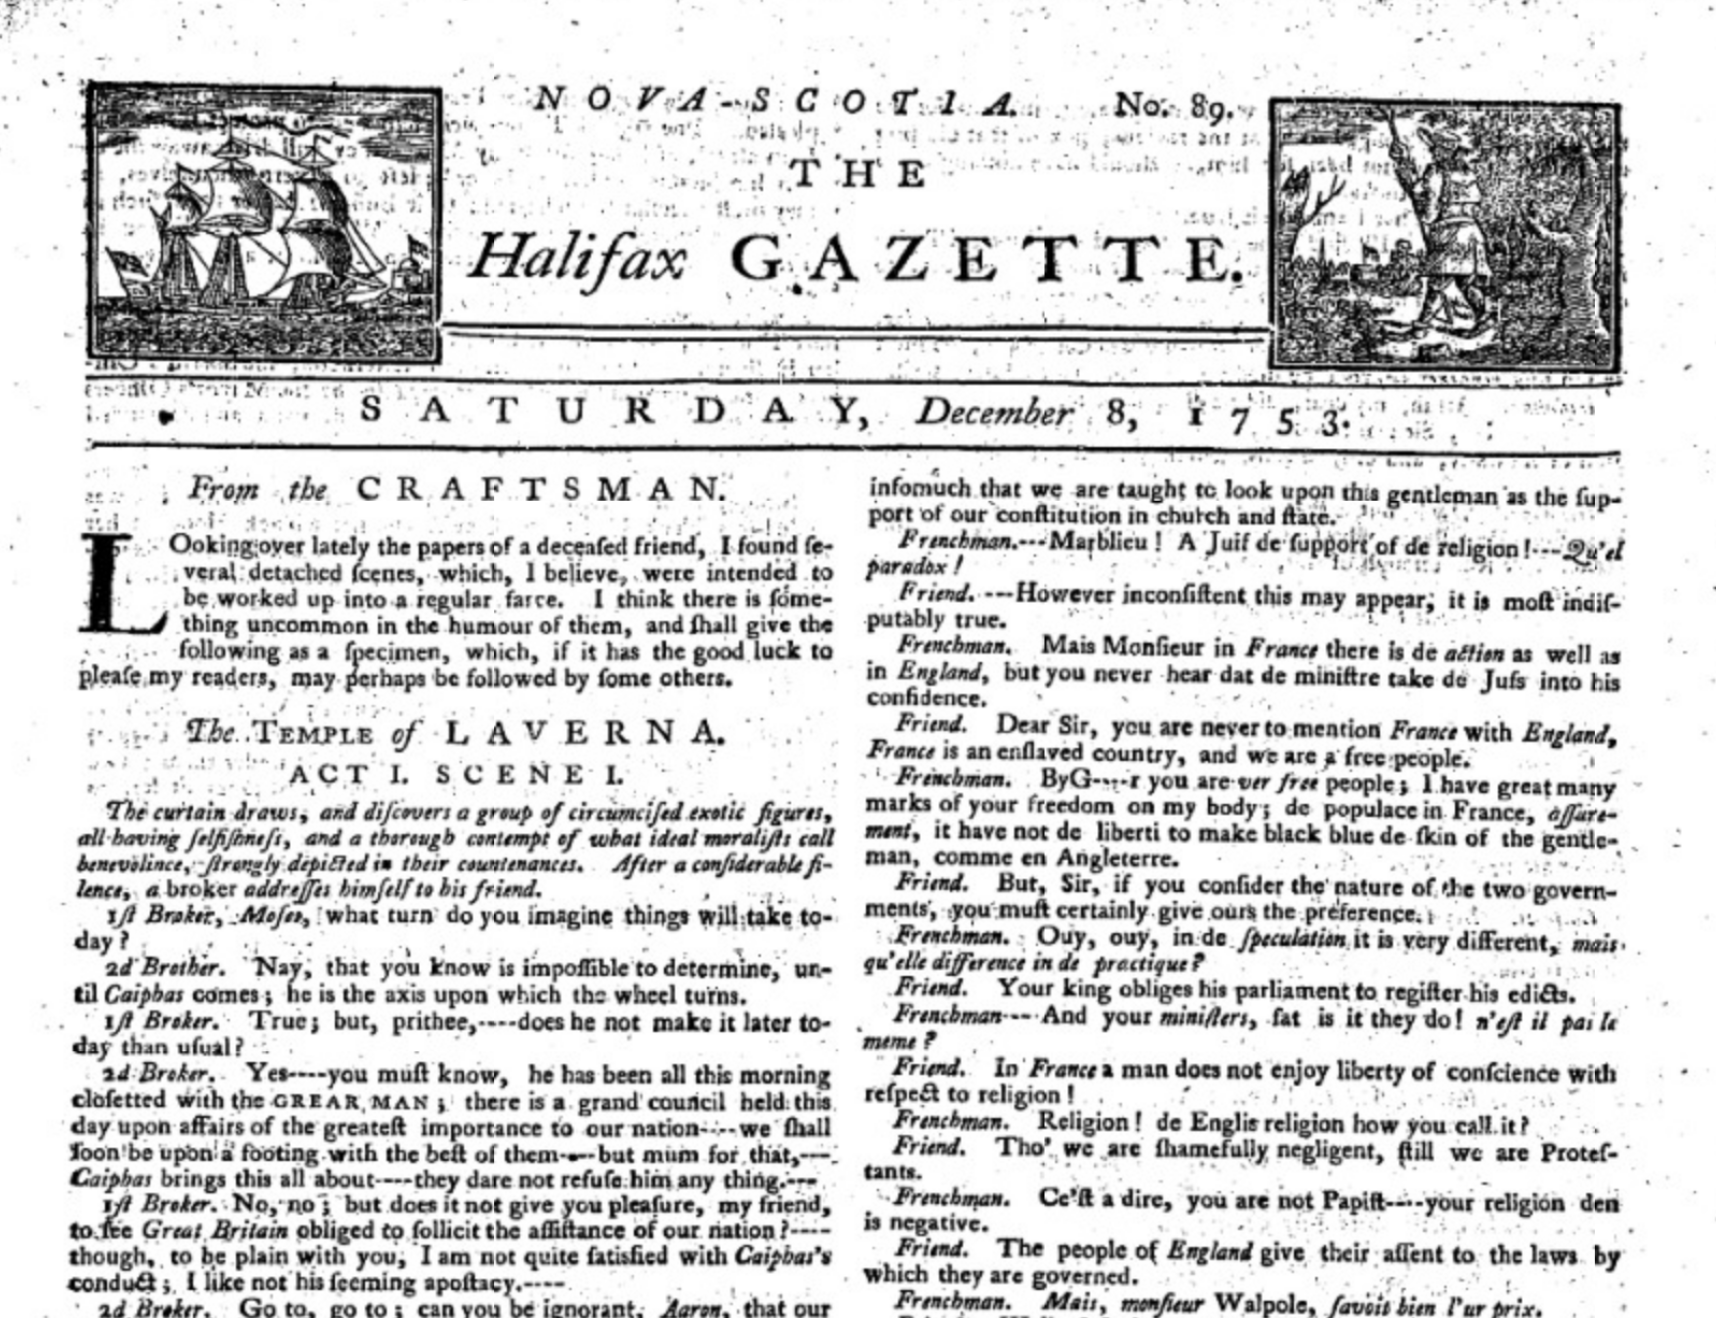 NOVA-SCOTIA. No. 89.
THE
Halifax GAZETTE.
SATURDAY, December 8, 1753.
From the CRAFTSMAN.
LOoking over lately the papers of a deceaſed friend, I found ſe-
veral detached ſcenes, which, I believe, were intended to
be worked up into a regular farce. I think there is ſome-
thing uncommon in the humour of them, and ſhall give the
following as a ſpecimen, which, if it has the good luck to
pleaſe my readers, may perhaps be followed by ſome others.
The TEMPLE of LAVERNA.
ACT I. SCENE I.
The curtain draws, and diſcovers a group of circumciſed exotic figures,
all having ſelfiſhneſs, and a thorough contempt of what ideal moraliſts call
benevolince, ſtrongly depicted in their countenances. After a conſiderable ſi-
lence, a broker addreſſes himſelf to his friend.
1ſt Broker, Moſes, what turn do you imagine things will take to-
day?
2d Brother. Nay, that you know is impoſſible to determine, un-
til Caiphas comes; he is the axis upon which the wheel turns.
1ſt Broker. True; but, prithee,----does he not make it later to-
day than uſual?
2d Broker. Yes----you muſt know, he has been all this morning
cloſetted with the GREAR MAN; there is a grand council held this
day upon affairs of the greateſt importance to our nation----we ſhall
ſoon be upon a footing with the beſt of them----but mum for that,---
Caiphas brings this all about----they dare not refuſe him any thing.---
1ſt Broker. No, no; but does it not give you pleaſure, my friend,
to ſee Great Britain obliged to ſollicit the aſſiſtance of our nation?----
though, to be plain with you, I am not quite ſatisfied with Caiphas's
conduct; I like not his ſeeming apoſtacy.----
2d Broker. Go to, go to; can you be ignorant, Aaron, that our
inſomuch that we are taught to look upon this gentleman as the ſup-
port of our conſtitution in church and ſtate.
Frenchman.---Marblieu! A Juif de ſupport of de religion!---Qu'el
paradox!
Friend. ---However inconſiſtent this may appear, it is moſt indiſ-
putably true.
Frenchman. Mais Monſieur in France there is de action as well as
in England, but you never hear dat de miniſtre take de Juſs into his
confidence.
Friend. Dear Sir, you are never to mention France with England,
France is an enſlaved country, and we are a free people.
Frenchman. ByG----r you are ver free people; I have great many
marks of your freedom on my body; de populace in France, aſſure-
ment, it have not de liberti to make black blue de ſkin of the gentle-
man, comme en Angleterre.
Friend. But, Sir, if you conſider the nature of the two govern-
ments, you muſt certainly give ours the preference.
Frenchman. Ouy, ouy, in de ſpeculation it is very different, mais
qu'elle difference in de practique?
Friend. Your king obliges his parliament to regiſter his edicts.
Frenchman--- And your miniſters, fat is it they do! n'eſt il pas le
meme?
Friend. In France a man does not enjoy liberty of conſcience with
reſpect to religion!
Frenchman. Religion! de Englis religion how you call it?
Friend. Tho' we are ſhamefully negligent, ſtill we are Proteſ-
tants.
Frenchman. Ce'ſt a dire, you are not Papiſt----your religion den
is negative.
Friend. The people of England give their aſſent to the laws by
which they are governed.
Frenchman. Mais, monſieur Walpole, ſavoit bien l'ur prix.